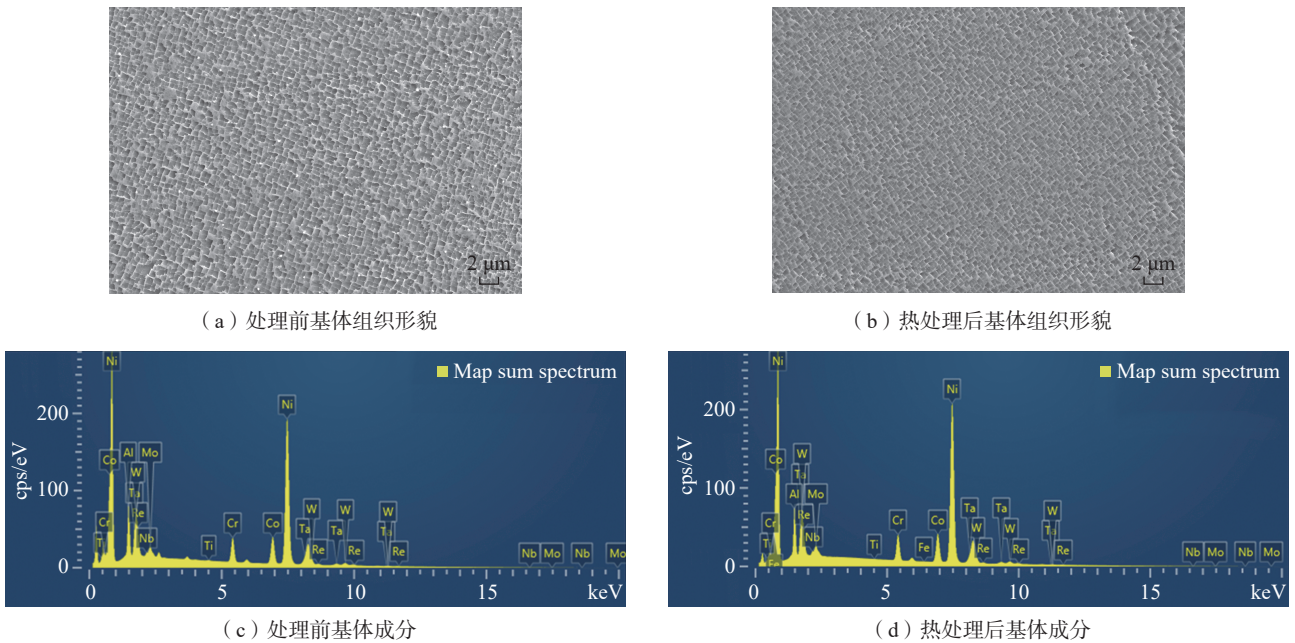 2 μm
2 μm
（a）处理前基体组织形貌
（b）热处理后基体组织形貌
Ni
Map sum spectrum
200
100
0
cps/eV
Co
Al
Mo
W
Cr
Nb
Ti
Cr
Co
Ni
Ta
W
Re
Ta
W
Re
W
Re
Nb
Mo
Nb
Mo
0
5
10
15
keV
Ni
Map sum spectrum
200
100
0
cps/eV
Co
W
Al
Mo
Re
Cr
Nb
Ti
Cr
Fe
Co
Ni
Ta
W
Re
Ta
W
Re
W
Ta
Re
Nb
Mo
Nb
Mo
0
5
10
15
keV
（c）处理前基体成分
（d）热处理后基体成分